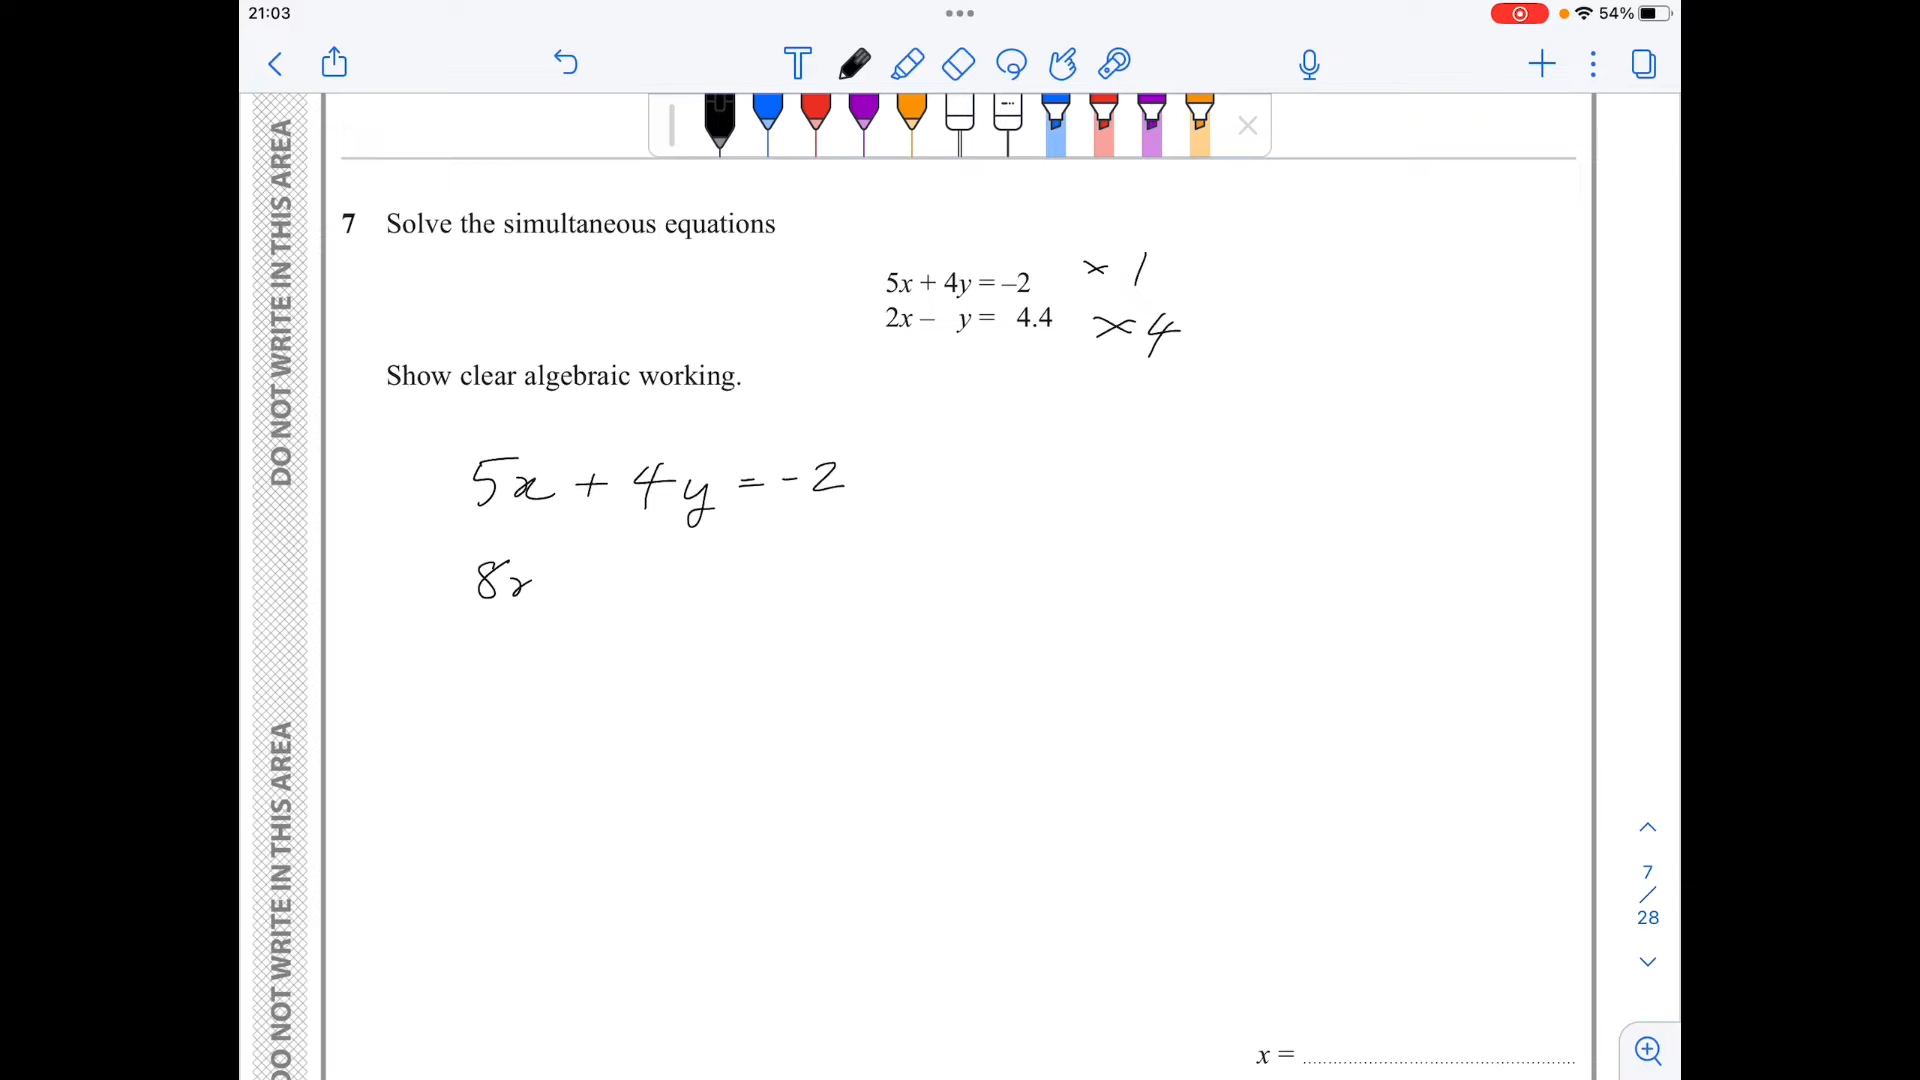 21:03
54%
T
7 Solve the simultaneous equations
5x + 4y = –2 × 1
2x – y = 4.4 × 4
Show clear algebraic working.
5x + 4y = -2
8x
x =
DO NOT WRITE IN THIS AREA
DO NOT WRITE IN THIS AREA
7
/
28